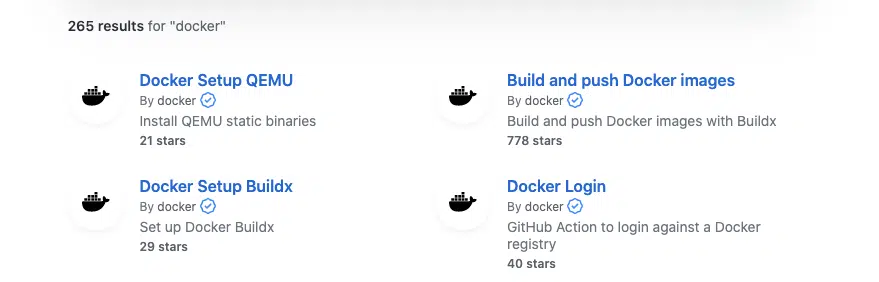 265 results for "docker"
Docker Setup QEMU
By docker
Install QEMU static binaries
21 stars
Build and push Docker images
By docker
Build and push Docker images with Buildx
778 stars
Docker Setup Buildx
By docker
Set up Docker Buildx
29 stars
Docker Login
By docker
GitHub Action to login against a Docker
registry
40 stars